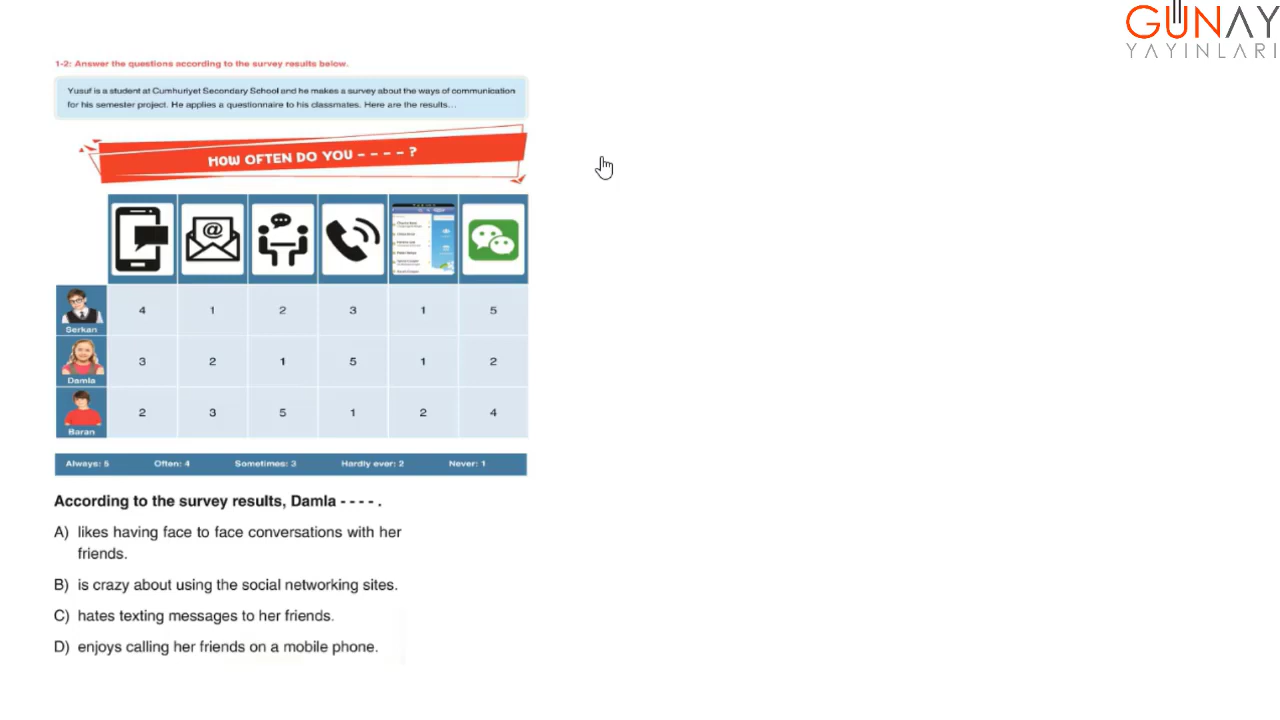 GÜNAY
YAYINLARI
1-2: Answer the questions according to the survey results below.
Yusuf is a student at Cumhuriyet Secondary School and he makes a survey about the ways of communication
for his semester project. He applies a questionnaire to his classmates. Here are the results...
HOW OFTEN DO YOU - - - - ?
@
Serkan 4 1 2 3 1 5
Damla 3 2 1 5 1 2
Baran 2 3 5 1 2 4
Always: 5 Often: 4 Sometimes: 3 Hardly ever: 2 Never: 1
According to the survey results, Damla - - - - .
A) likes having face to face conversations with her
friends.
B) is crazy about using the social networking sites.
C) hates texting messages to her friends.
D) enjoys calling her friends on a mobile phone.